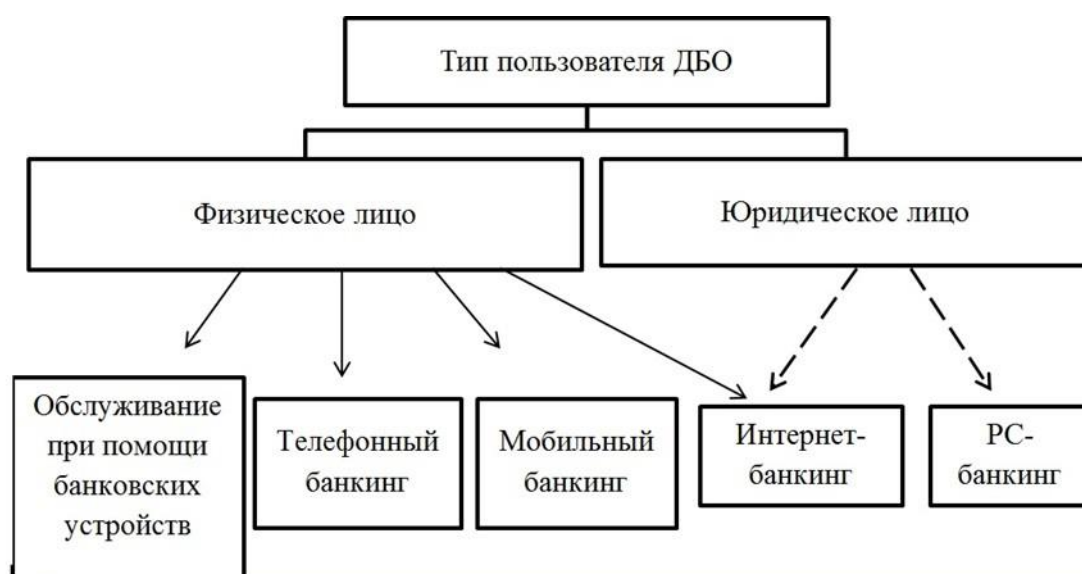 Тип пользователя ДБО
Физическое лицо
Юридическое лицо
Обслуживание
при помощи
банковских
устройств
Телефонный
банкинг
Мобильный
банкинг
Интернет-
банкинг
PC-
банкинг